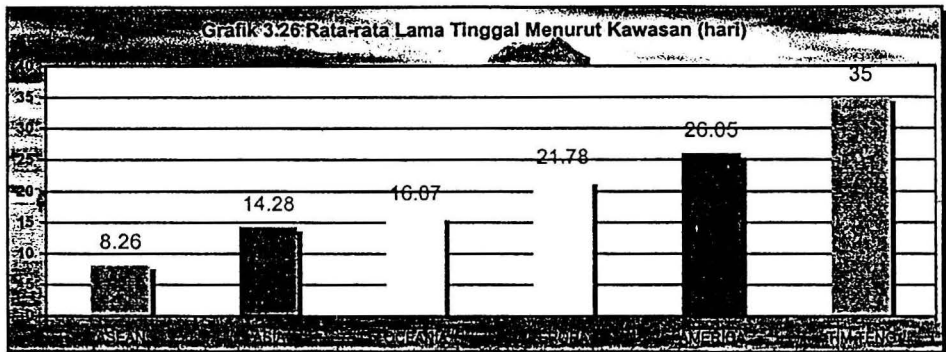 Grafik 3.26 Rata-rata Lama Tinggal Menurut Kawasan (hari)
40
35
30
25
20
15
10
8.26
14.28
16.07
21.78
26.05
35
ASEAN
ASIA
OCEANIA
EROPA
AMERIKA
TIMTENG